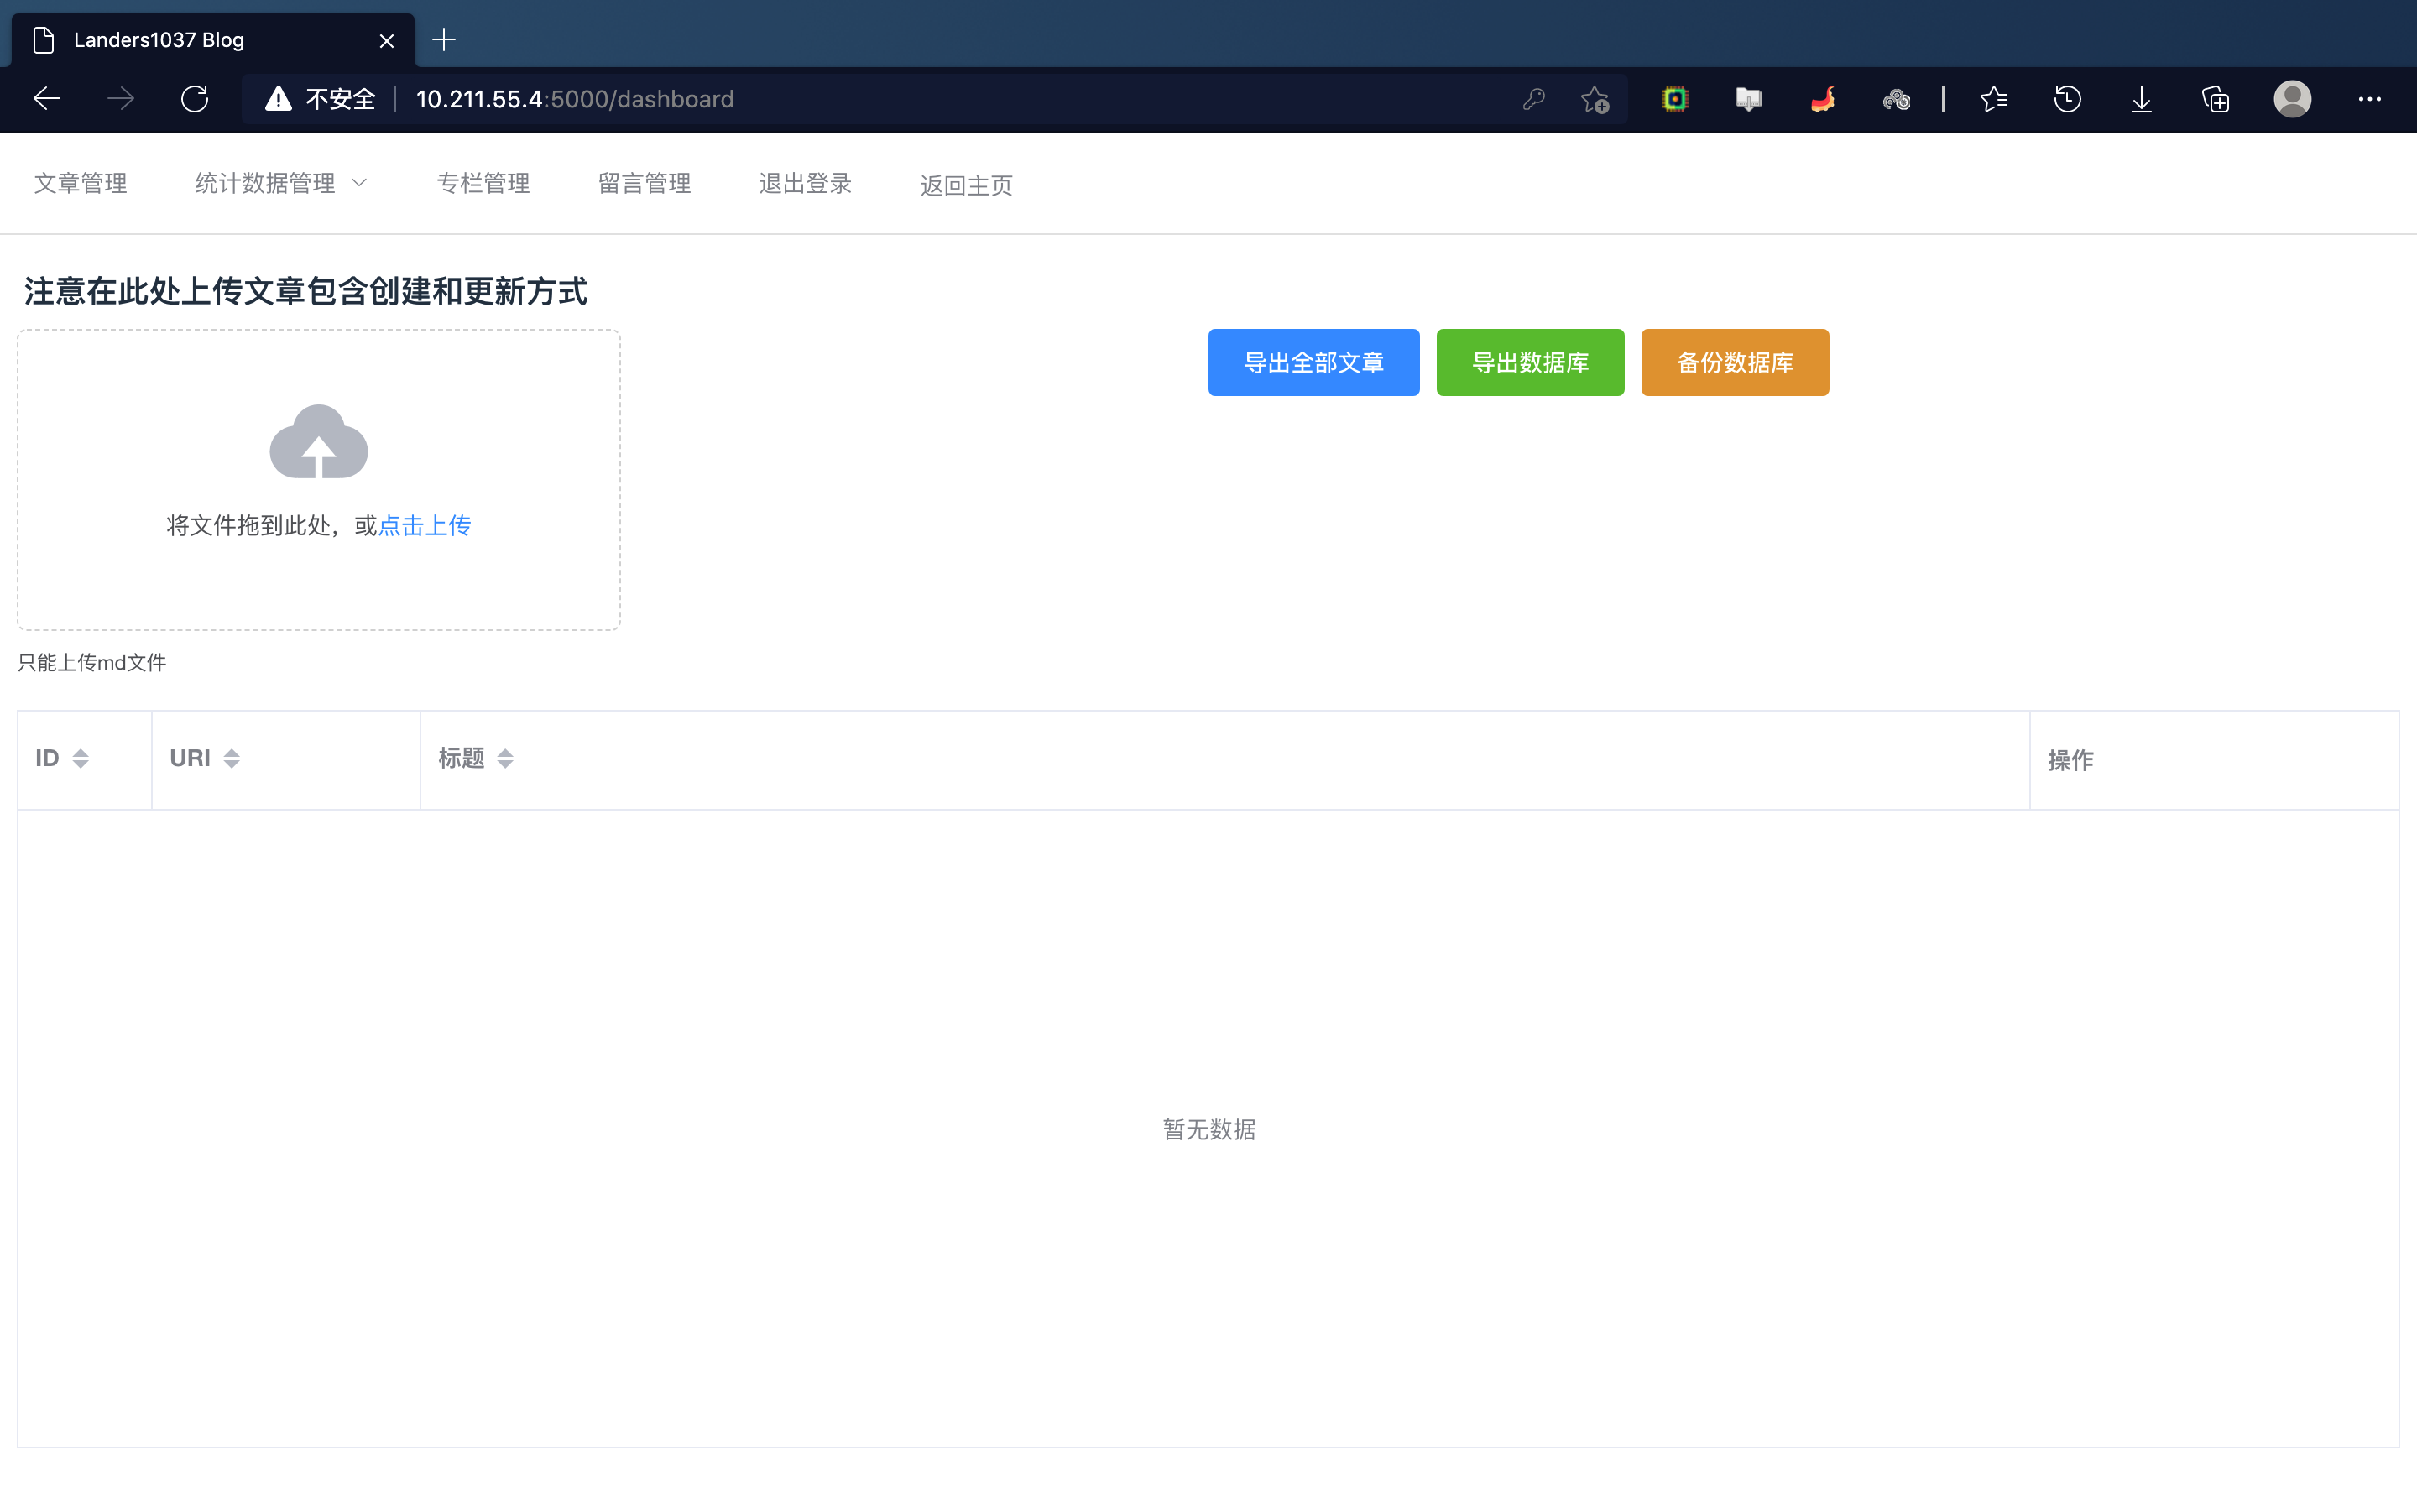 Landers1037 Blog
不安全 10.211.55.4:5000/dashboard
文章管理 统计数据管理 专栏管理 留言管理 退出登录 返回主页
注意在此处上传文章包含创建和更新方式
导出全部文章 导出数据库 备份数据库
将文件拖到此处，或点击上传
只能上传md文件
ID URI 标题 操作
暂无数据